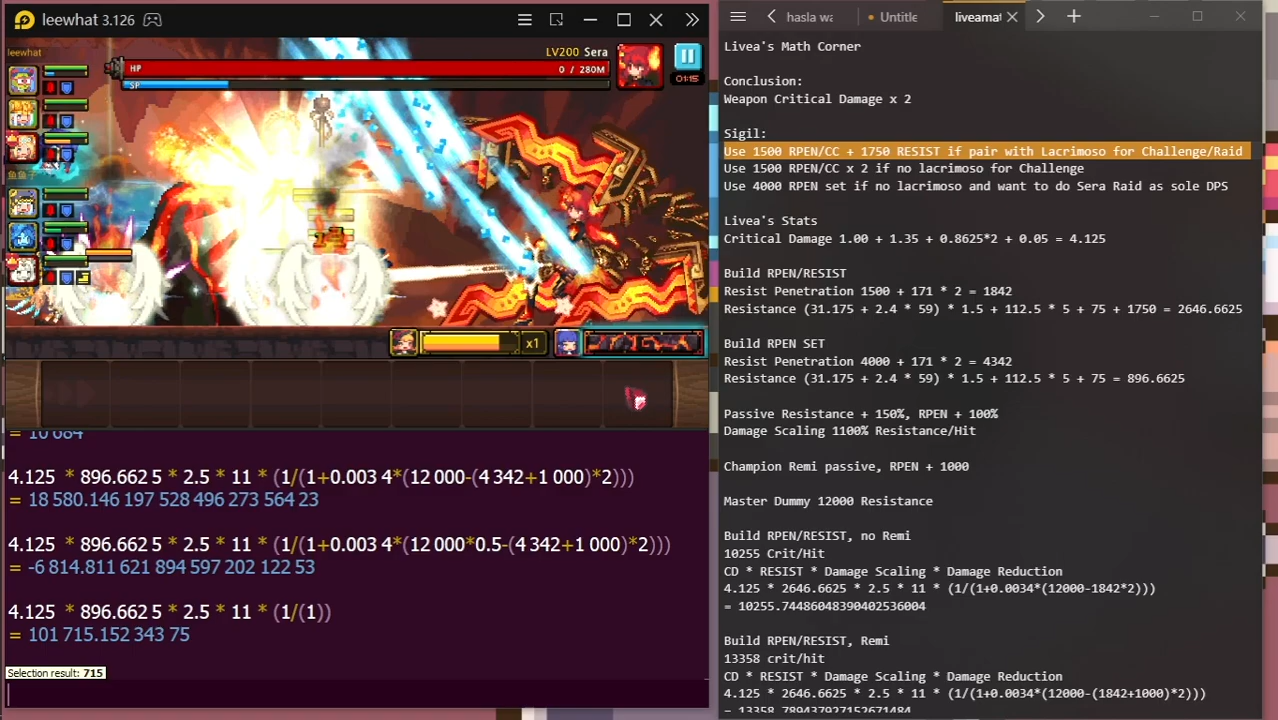 leewhat 3.126
leewhat
LV200 Sera
HP
0 / 280M
SP
01:15
鱼鱼子
x1
= 10 684
4.125 * 896.662 5 * 2.5 * 11 * (1/(1+0.003 4*(12 000-(4 342+1 000)*2)))
= 18 580.146 197 528 496 273 564 23
4.125 * 896.662 5 * 2.5 * 11 * (1/(1+0.003 4*(12 000*0.5-(4 342+1 000)*2)))
= -6 814.811 621 894 597 202 122 53
4.125 * 896.662 5 * 2.5 * 11 * (1/(1))
= 101 715.152 343 75
Selection result: 715
hasla wa
Untitle
liveamat
Livea's Math Corner
Conclusion:
Weapon Critical Damage x 2
Sigil:
Use 1500 RPEN/CC + 1750 RESIST if pair with Lacrimoso for Challenge/Raid
Use 1500 RPEN/CC x 2 if no lacrimoso for Challenge
Use 4000 RPEN set if no lacrimoso and want to do Sera Raid as sole DPS
Livea's Stats
Critical Damage 1.00 + 1.35 + 0.8625*2 + 0.05 = 4.125
Build RPEN/RESIST
Resist Penetration 1500 + 171 * 2 = 1842
Resistance (31.175 + 2.4 * 59) * 1.5 + 112.5 * 5 + 75 + 1750 = 2646.6625
Build RPEN SET
Resist Penetration 4000 + 171 * 2 = 4342
Resistance (31.175 + 2.4 * 59) * 1.5 + 112.5 * 5 + 75 = 896.6625
Passive Resistance + 150%, RPEN + 100%
Damage Scaling 1100% Resistance/Hit
Champion Remi passive, RPEN + 1000
Master Dummy 12000 Resistance
Build RPEN/RESIST, no Remi
10255 Crit/Hit
CD * RESIST * Damage Scaling * Damage Reduction
4.125 * 2646.6625 * 2.5 * 11 * (1/(1+0.0034*(12000-1842*2)))
= 10255.74486048390402536004
Build RPEN/RESIST, Remi
13358 crit/hit
CD * RESIST * Damage Scaling * Damage Reduction
4.125 * 2646.6625 * 2.5 * 11 * (1/(1+0.0034*(12000-(1842+1000)*2)))
= 13358.789437927152671484